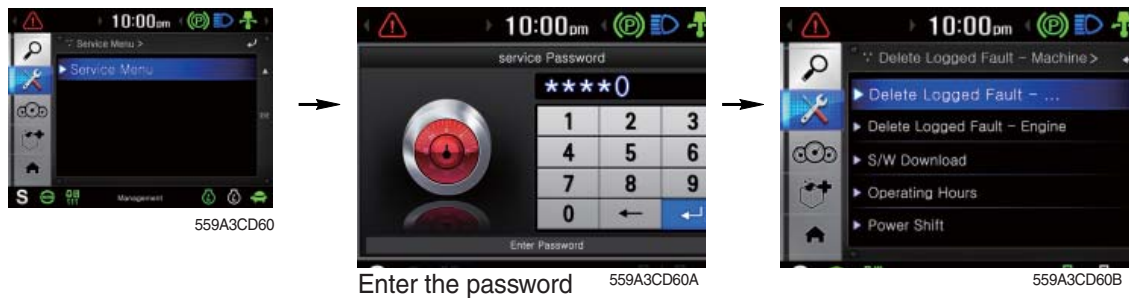 10:00am
Service Menu >
Service Menu
ESC
S
Management
559A3CD60
10:00pm
service Password
****0
1 2 3
4 5 6
7 8 9
0 ← ↵
Enter Password
Enter the password
559A3CD60A
10:00pm
Delete Logged Fault - Machine >
Delete Logged Fault - ...
Delete Logged Fault - Engine
S/W Download
Operating Hours
Power Shift
559A3CD60B